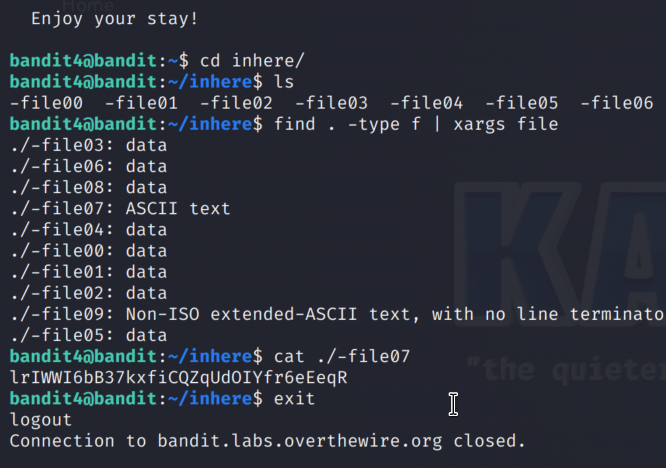 Home
Enjoy your stay!
bandit4@bandit:~$ cd inhere/
bandit4@bandit:~/inhere$ ls
-file00  -file01  -file02  -file03  -file04  -file05  -file06
bandit4@bandit:~/inhere$ find . -type f | xargs file
./-file03: data
./-file06: data
./-file08: data
./-file07: ASCII text
./-file04: data
./-file00: data
./-file01: data
./-file02: data
./-file09: Non-ISO extended-ASCII text, with no line terminato
./-file05: data
KA
bandit4@bandit:~/inhere$ cat ./-file07
"the quieter
lrIWWI6bB37kxfiCQZqUdOIYfr6eEeqR
bandit4@bandit:~/inhere$ exit
logout
Connection to bandit.labs.overthewire.org closed.